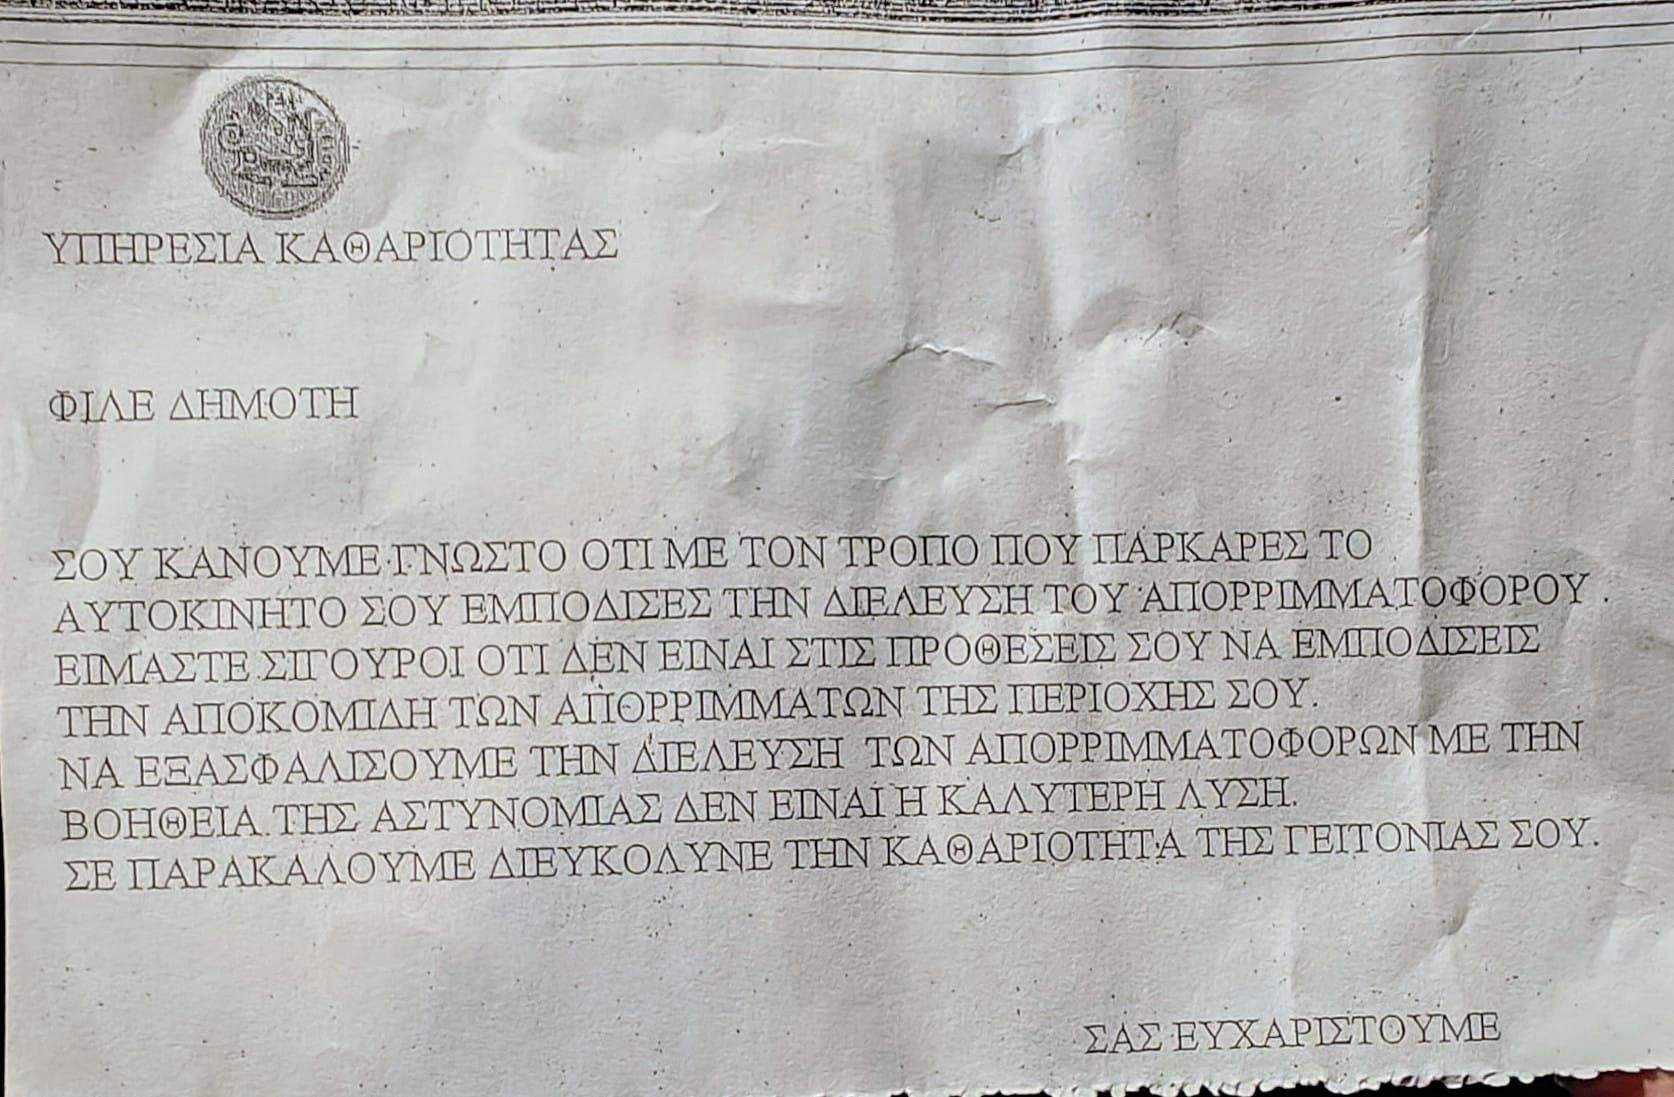 ΥΠΗΡΕΣΙΑ ΚΑΘΑΡΙΟΤΗΤΑΣ
ΦΙΛΕ ΔΗΜΟΤΗ
ΣΟΥ ΚΑΝΟΥΜΕ ΓΝΩΣΤΟ ΟΤΙ ΜΕ ΤΟΝ ΤΡΟΠΟ ΠΟΥ ΠΑΡΚΑΡΕΣ ΤΟ
ΑΥΤΟΚΙΝΗΤΟ ΣΟΥ ΕΜΠΟΔΙΣΕΣ ΤΗΝ ΔΙΕΛΕΥΣΗ ΤΟΥ ΑΠΟΡΡΙΜΜΑΤΟΦΟΡΟΥ .
ΕΙΜΑΣΤΕ ΣΙΓΟΥΡΟΙ ΟΤΙ ΔΕΝ ΕΙΝΑΙ ΣΤΙΣ ΠΡΟΘΕΣΕΙΣ ΣΟΥ ΝΑ ΕΜΠΟΔΙΣΕΙΣ
ΤΗΝ ΑΠΟΚΟΜΙΔΗ ΤΩΝ ΑΠΟΡΡΙΜΜΑΤΩΝ ΤΗΣ ΠΕΡΙΟΧΗΣ ΣΟΥ.
ΝΑ ΕΞΑΣΦΑΛΙΣΟΥΜΕ ΤΗΝ ΔΙΕΛΕΥΣΗ ΤΩΝ ΑΠΟΡΡΙΜΜΑΤΟΦΟΡΩΝ ΜΕ ΤΗΝ
ΒΟΗΘΕΙΑ ΤΗΣ ΑΣΤΥΝΟΜΙΑΣ ΔΕΝ ΕΙΝΑΙ Η ΚΑΛΥΤΕΡΗ ΛΥΣΗ.
ΣΕ ΠΑΡΑΚΑΛΟΥΜΕ ΔΙΕΥΚΟΛΥΝΕ ΤΗΝ ΚΑΘΑΡΙΟΤΗΤΑ ΤΗΣ ΓΕΙΤΟΝΙΑΣ ΣΟΥ.
ΣΑΣ ΕΥΧΑΡΙΣΤΟΥΜΕ